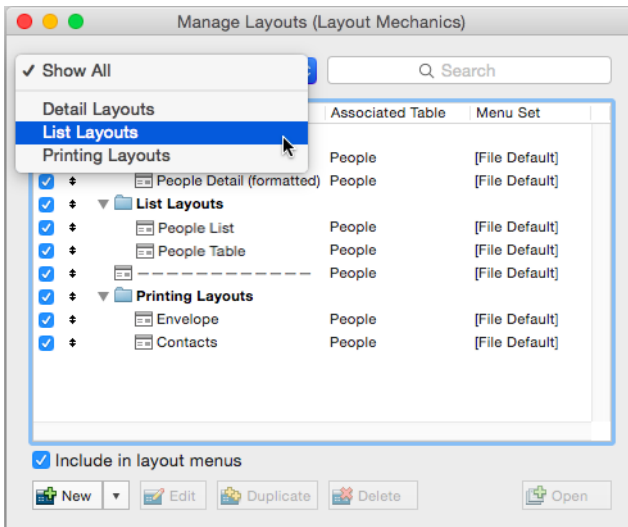 Manage Layouts (Layout Mechanics)
✓ Show All
Search
Detail Layouts
List Layouts
Printing Layouts
Associated Table Menu Set
People [File Default]
People Detail (formatted) People [File Default]
List Layouts
People List People [File Default]
People Table People [File Default]
– – – – – – – – – – – – People [File Default]
Printing Layouts
Envelope People [File Default]
Contacts People [File Default]
Include in layout menus
New Edit Duplicate Delete Open